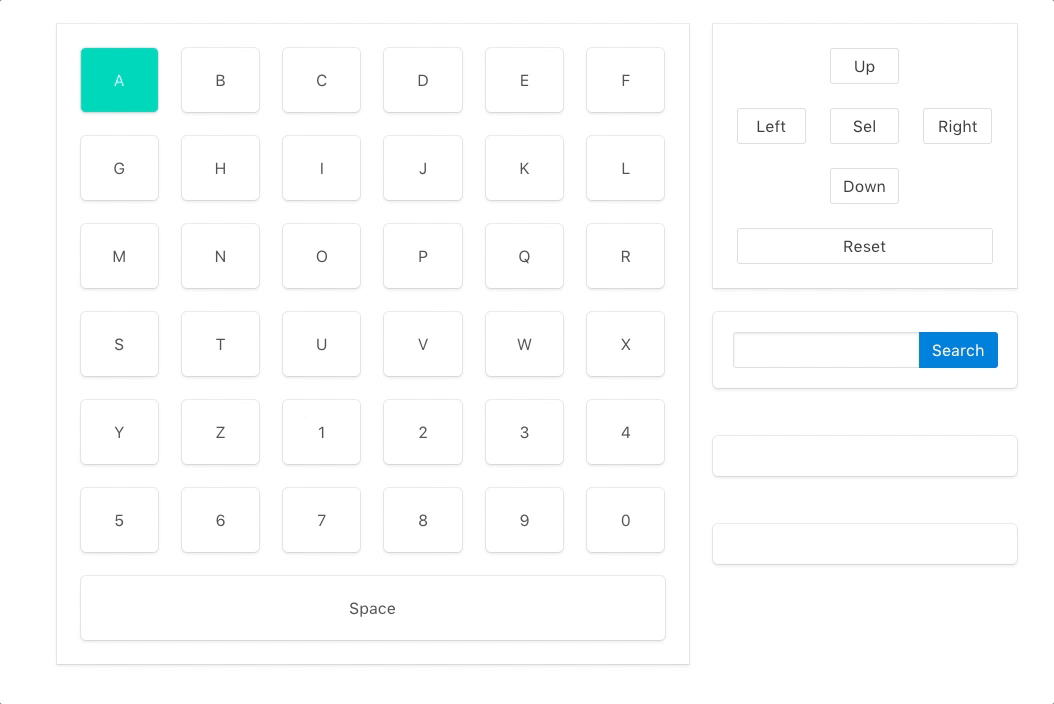 A B C D E F
G H I J K L
M N O P Q R
S T U V W X
Y Z 1 2 3 4
5 6 7 8 9 0
Space
Up
Left Sel Right
Down
Reset
Search